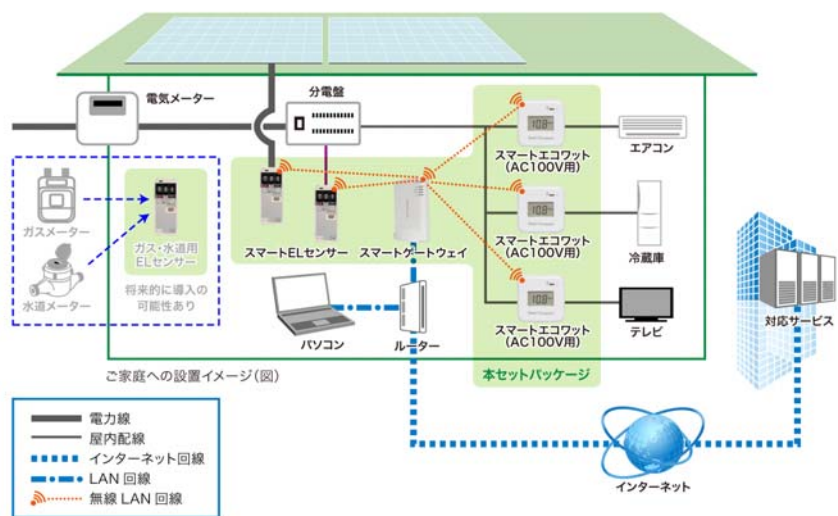 電気メーター
分電盤
ガスメーター
水道メーター
ガス・水道用
ELセンサー
将来的に導入の
可能性あり
スマートELセンサー
スマートゲートウェイ
108
スマートエコワット
(AC100V用)
エアコン
108
スマートエコワット
(AC100V用)
冷蔵庫
108
スマートエコワット
(AC100V用)
テレビ
対応サービス
パソコン
ルーター
ご家庭への設置イメージ(図)
本セットパッケージ
電力線
屋内配線
インターネット回線
LAN 回線
無線 LAN 回線
インターネット